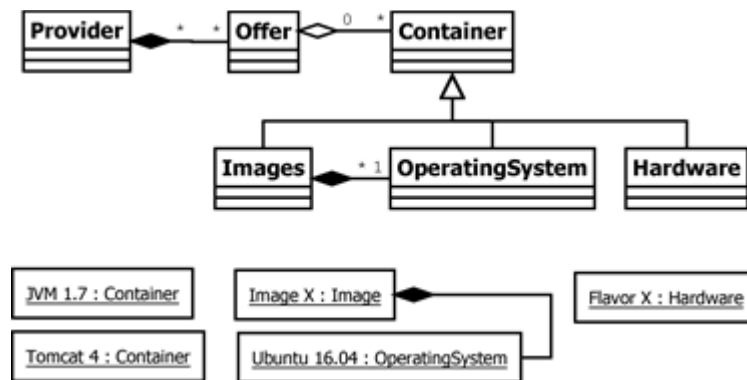 Provider * * Offer 0 * Container
Images * 1 OperatingSystem Hardware
JVM 1.7 : Container Image X : Image Flavor X : Hardware
Tomcat 4 : Container Ubuntu 16.04 : OperatingSystem